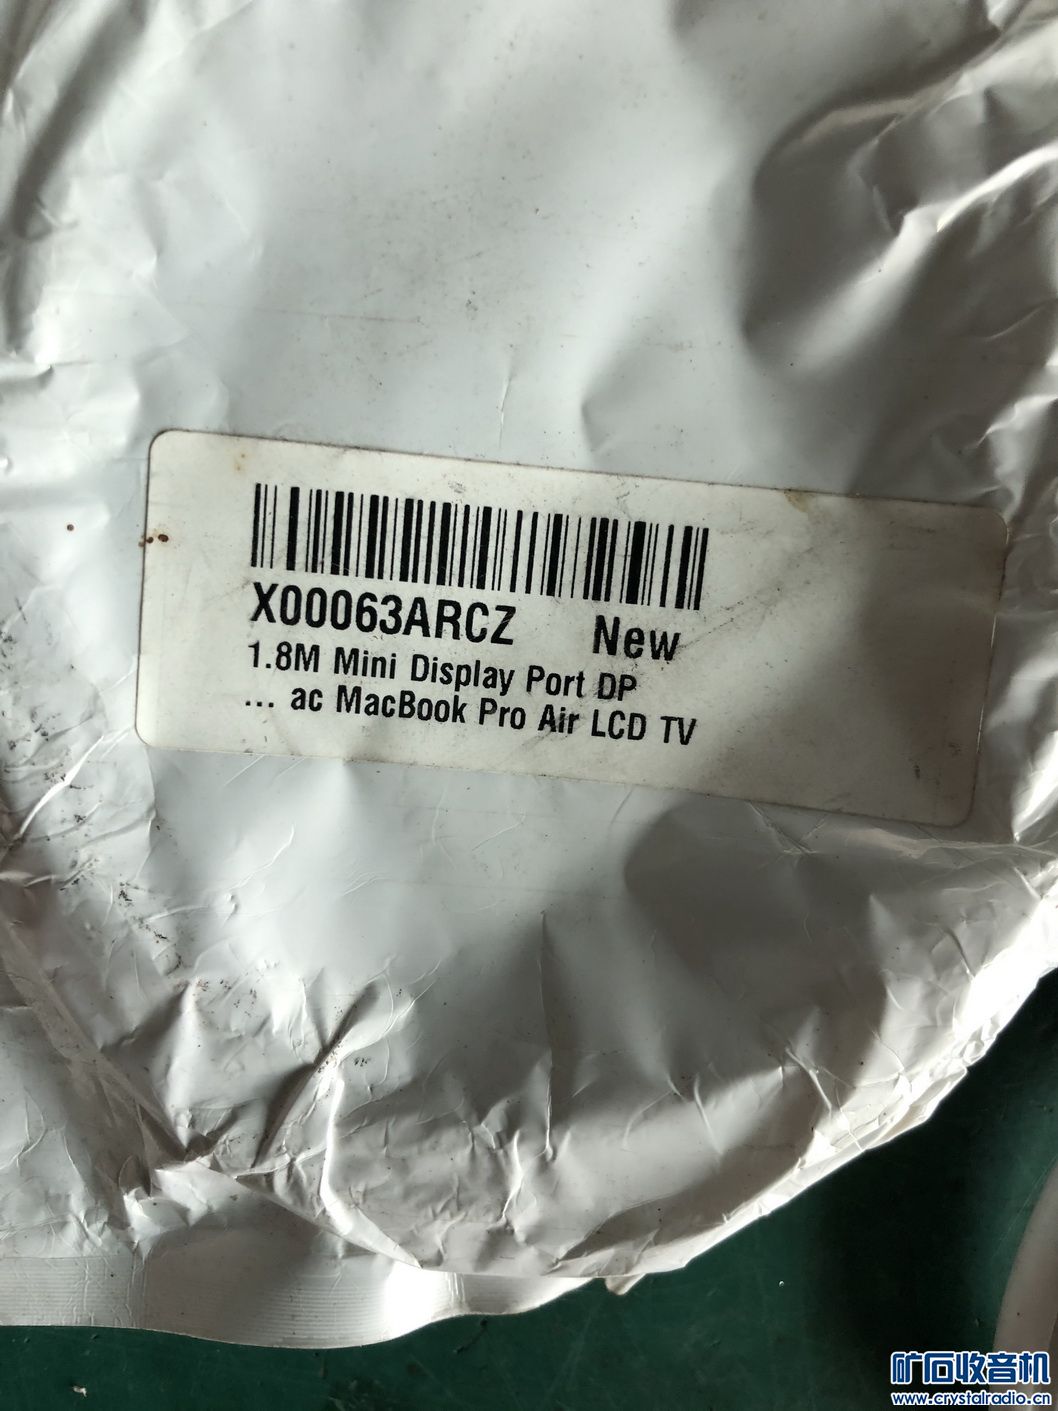 X00063ARCZ New
1.8M Mini Display Port DP
... ac MacBook Pro Air LCD TV
矿石收音机
www.crystalradio.cn